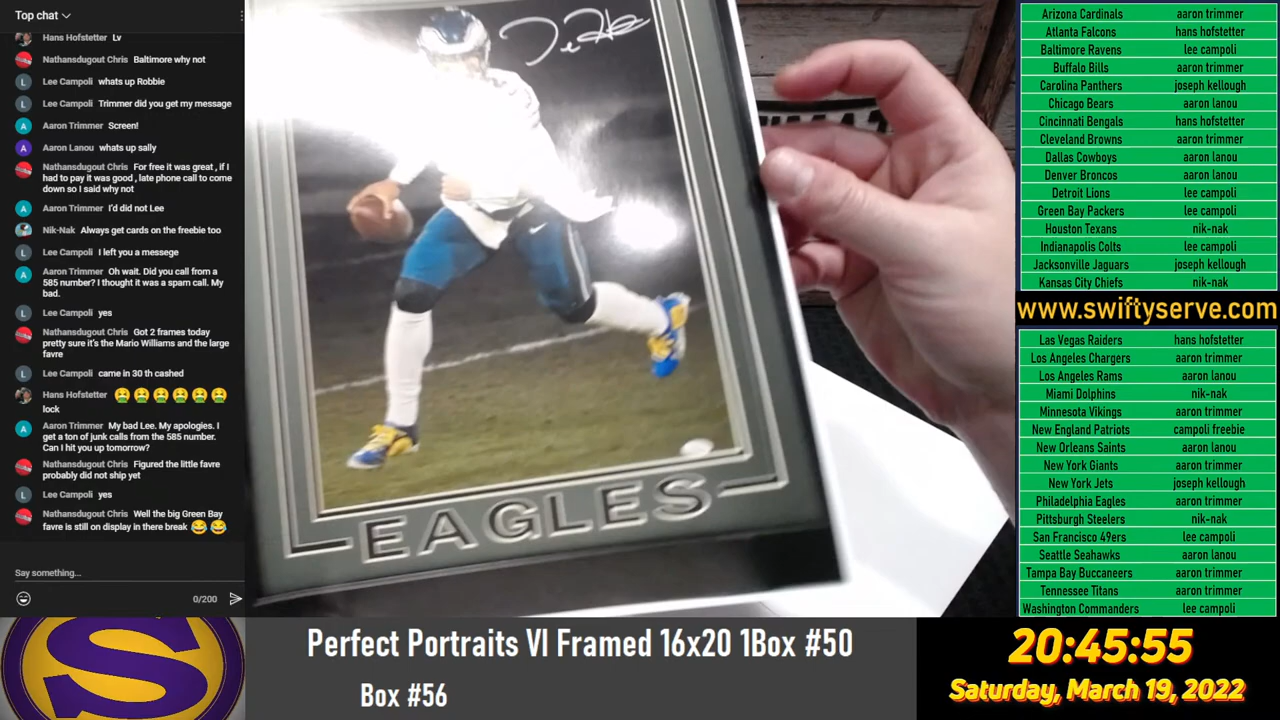 Top chat
Hans Hofstetter Lv
Nathansdugout Chris Baltimore why not
Lee Campoli whats up Robbie
Lee Campoli Trimmer did you get my message
Aaron Trimmer Screen!
Aaron Lanou whats up sally
Nathansdugout Chris For free it was great , if I
had to pay it was good , late phone call to come
down so I said why not
Aaron Trimmer I'd did not Lee
Nik-Nak Always get cards on the freebie too
Lee Campoli I left you a messege
Aaron Trimmer Oh wait. Did you call from a
585 number? I thought it was a spam call. My
bad.
Lee Campoli yes
Nathansdugout Chris Got 2 frames today
pretty sure it's the Mario Williams and the large
favre
Lee Campoli came in 30 th cashed
Hans Hofstetter 🤮🤮🤮🤮🤮🤮
lock
Aaron Trimmer My bad Lee. My apologies. I
get a ton of junk calls from the 585 number.
Can I hit you up tomorrow?
Nathansdugout Chris Figured the little favre
probably did not ship yet
Lee Campoli yes
Nathansdugout Chris Well the big Green Bay
favre is still on display in there break 😂😂
Say something...
0/200
S
EAGLES
Perfect Portraits VI Framed 16x20 1Box #50
Box #56
Arizona Cardinals aaron trimmer
Atlanta Falcons hans hofstetter
Baltimore Ravens lee campoli
Buffalo Bills aaron trimmer
Carolina Panthers joseph kellough
Chicago Bears aaron lanou
Cincinnati Bengals hans hofstetter
Cleveland Browns aaron trimmer
Dallas Cowboys aaron lanou
Denver Broncos aaron lanou
Detroit Lions lee campoli
Green Bay Packers lee campoli
Houston Texans nik-nak
Indianapolis Colts lee campoli
Jacksonville Jaguars joseph kellough
Kansas City Chiefs nik-nak
www.swiftyserve.com
Las Vegas Raiders hans hofstetter
Los Angeles Chargers aaron trimmer
Los Angeles Rams aaron lanou
Miami Dolphins nik-nak
Minnesota Vikings aaron trimmer
New England Patriots campoli freebie
New Orleans Saints aaron lanou
New York Giants aaron trimmer
New York Jets joseph kellough
Philadelphia Eagles aaron trimmer
Pittsburgh Steelers nik-nak
San Francisco 49ers lee campoli
Seattle Seahawks aaron lanou
Tampa Bay Buccaneers aaron trimmer
Tennessee Titans aaron trimmer
Washington Commanders lee campoli
20:45:55
Saturday, March 19, 2022